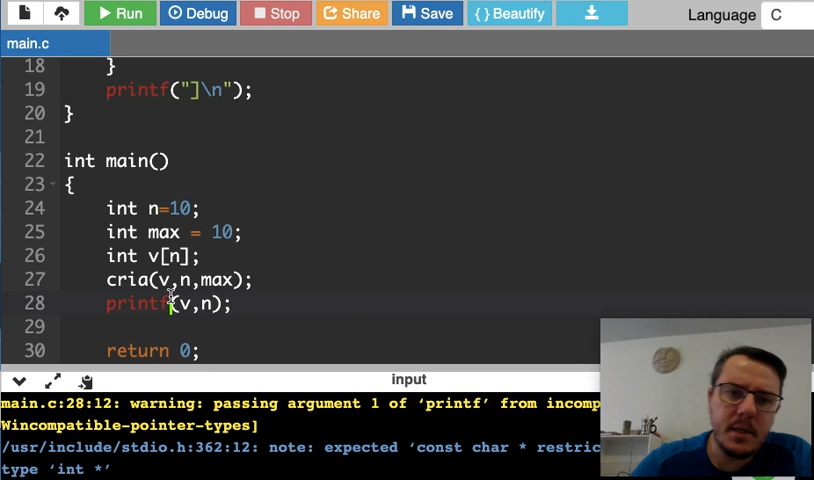 Run Debug Stop Share Save { } Beautify Language C
main.c
18 }
19 printf("]\n");
20 }
21
22 int main()
23 {
24 int n=10;
25 int max = 10;
26 int v[n];
27 cria(v,n,max);
28 printf(v,n);
29
30 return 0;
input
main.c:28:12: warning: passing argument 1 of ‘printf’ from incomp
Wincompatible-pointer-types]
/usr/include/stdio.h:362:12: note: expected ‘const char * restric
type ‘int *’